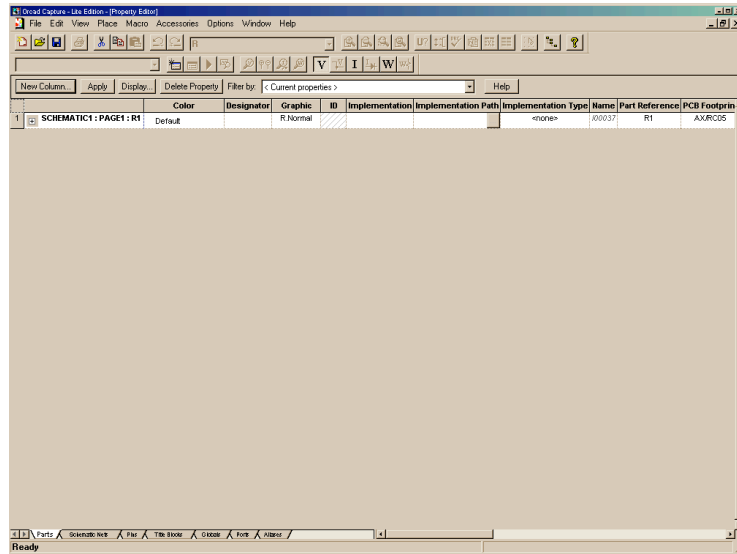 Orcad Capture - Lite Edition - [Property Editor]
File Edit View Place Macro Accessories Options Window Help
R
U?
V I W
New Column... Apply Display... Delete Property Filter by: < Current properties > Help
Color Designator Graphic ID Implementation Implementation Path Implementation Type Name Part Reference PCB Footprin
1 SCHEMATIC1 : PAGE1 : R1 Default R.Normal <none> I00037 R1 AX/RC05
Parts Schematic Nets Pins Title Blocks Globals Ports Aliases
Ready